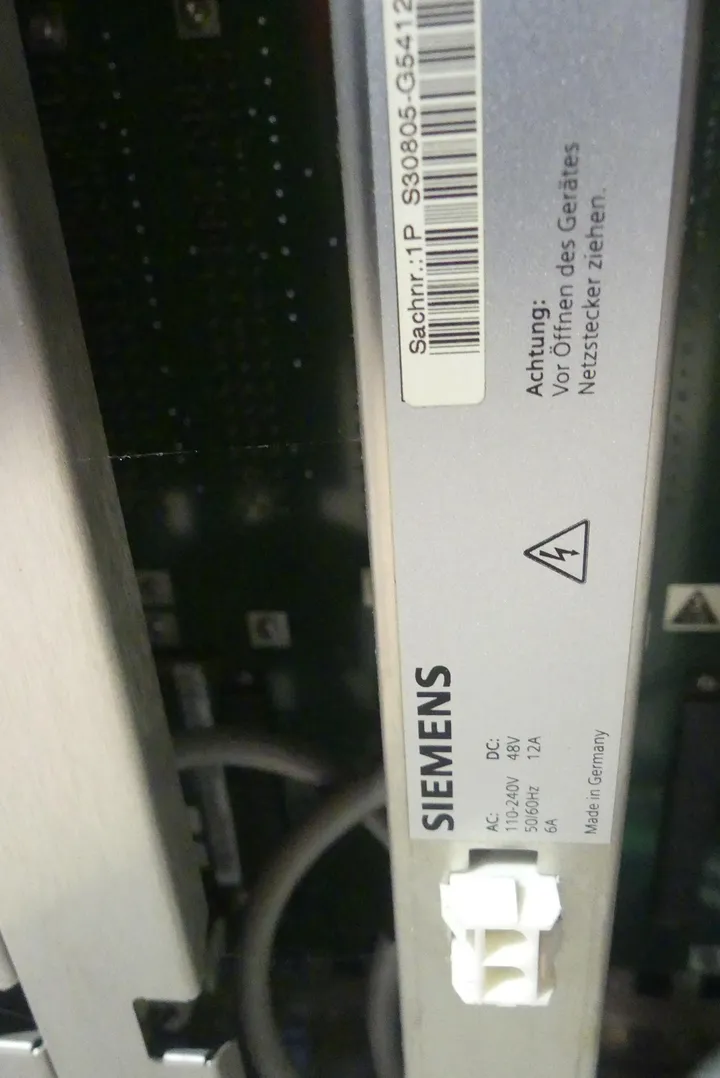 Sachnr.:1P S30805-G5412
Achtung:
Vor Öffnen des Gerätes
Netzstecker ziehen.
SIEMENS
AC:
110-240V
50/60Hz
6A
DC:
48V
12A
Made in Germany